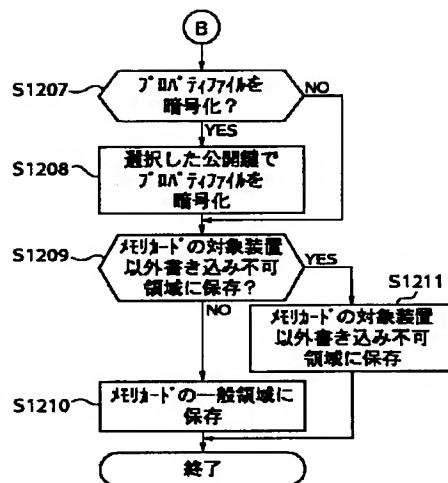 B
S1207
プロパティファイルを
暗号化?
NO
YES
S1208
選択した公開鍵で
プロパティファイルを
暗号化
S1209
メモリカードの対象装置
以外書き込み不可
領域に保存?
YES
NO
S1211
メモリカードの対象装置
以外書き込み不可
領域に保存
S1210
メモリカードの一般領域に
保存
終了